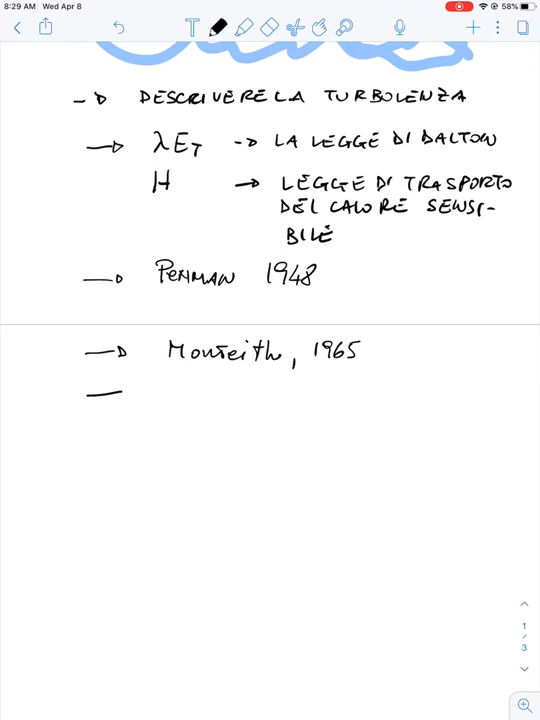 8:29 AM Wed Apr 8 58%
→ DESCRIVERE LA TURBOLENZA
→ λET → LA LEGGE DI DALTON
H → LEGGE DI TRASPORTO
DEL CALORE SENSI-
BILE
→ PENMAN 1948
→ Monteith, 1965
—
1
/
3